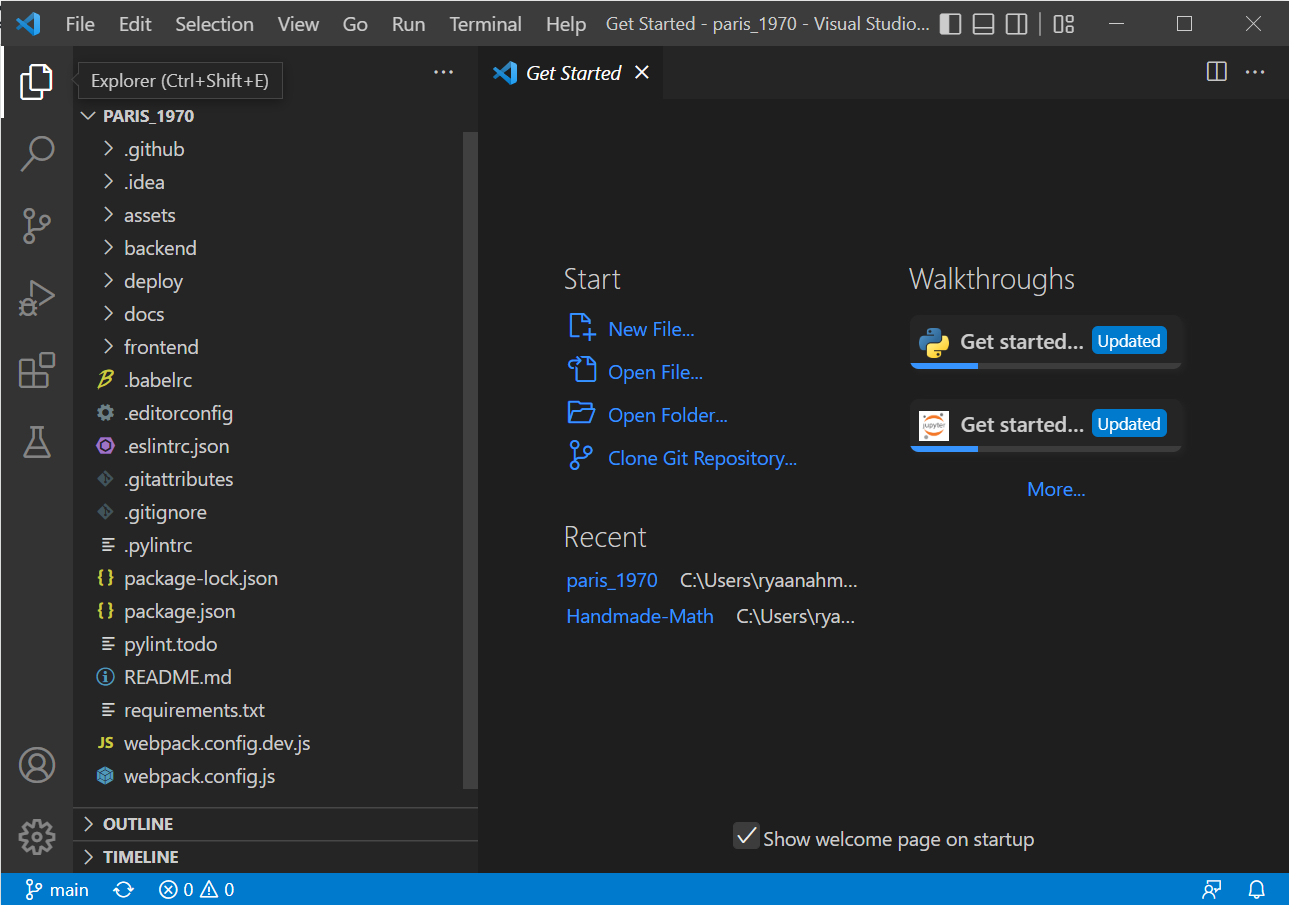 File Edit Selection View Go Run Terminal Help Get Started - paris_1970 - Visual Studio...
Explorer (Ctrl+Shift+E)
Get Started
PARIS_1970
.github
.idea
assets
backend
deploy
docs
frontend
.babelrc
.editorconfig
.eslintrc.json
.gitattributes
.gitignore
.pylintrc
package-lock.json
package.json
pylint.todo
README.md
requirements.txt
webpack.config.dev.js
webpack.config.js
OUTLINE
TIMELINE
Start
New File...
Open File...
Open Folder...
Clone Git Repository...
Recent
paris_1970 C:\Users\ryaanahm...
Handmade-Math C:\Users\rya...
Walkthroughs
Get started... Updated
jupyter Get started... Updated
More...
Show welcome page on startup
main 0 0